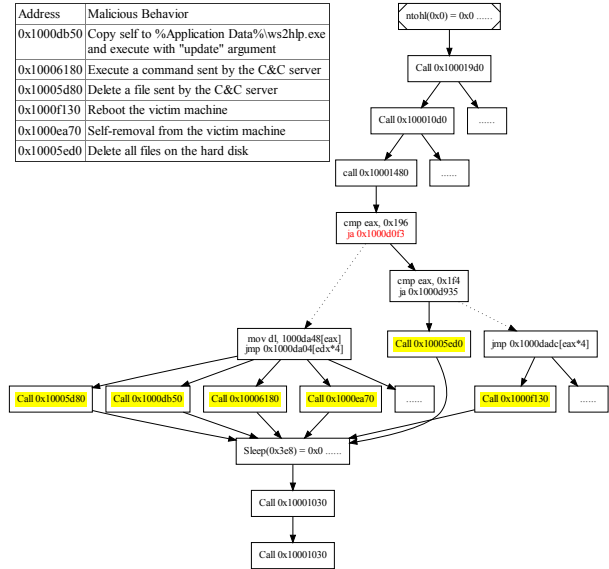 Address Malicious Behavior
0x1000db50 Copy self to %Application Data%\ws2hlp.exe
and execute with "update" argument
0x10006180 Execute a command sent by the C&C server
0x10005d80 Delete a file sent by the C&C server
0x1000f130 Reboot the victim machine
0x1000ea70 Self-removal from the victim machine
0x10005ed0 Delete all files on the hard disk
ntohl(0x0) = 0x0 ......
Call 0x100019d0
Call 0x100010d0
......
call 0x10001480
......
cmp eax, 0x196
ja 0x1000d0f3
cmp eax, 0x1f4
ja 0x1000d935
mov dl, 1000da48[eax]
jmp 0x1000da04[edx*4]
Call 0x10005ed0
jmp 0x1000dadc[eax*4]
Call 0x10005d80
Call 0x1000db50
Call 0x10006180
Call 0x1000ea70
......
Call 0x1000f130
......
Sleep(0x3e8) = 0x0 ......
Call 0x10001030
Call 0x10001030